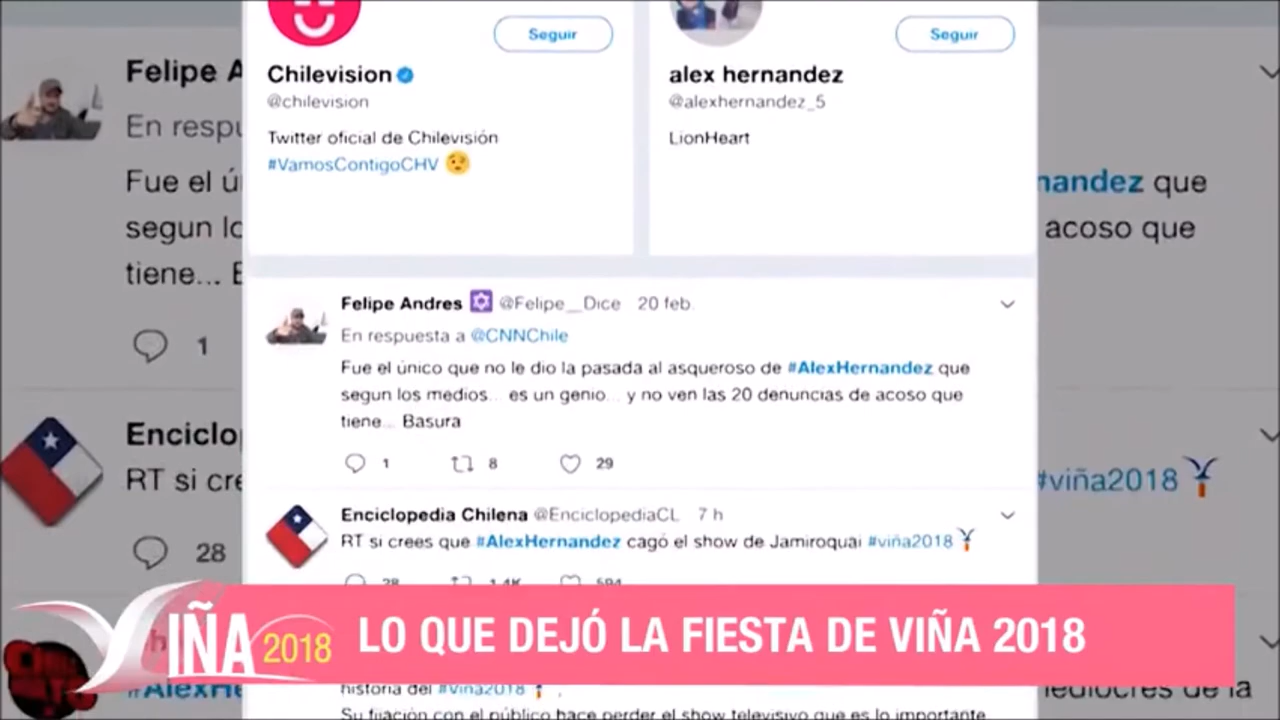 Seguir
Seguir
Chilevision
alex hernandez
@chilevision
@alexhernandez_5
Twitter oficial de Chilevisión
LionHeart
#VamosContigoCHV
Felipe A
En respu
Fue el ú
segun lo
tiene...
nandez que
acoso que
1
Felipe Andres @Felipe__Dice 20 feb.
En respuesta a @CNNChile
Fue el único que no le dio la pasada al asqueroso de #AlexHernandez que
segun los medios... es un genio... y no ven las 20 denuncias de acoso que
tiene... Basura
1 8 29
Enciclo
RT si cre
#viña2018
28
Enciclopedia Chilena @EnciclopediaCL 7 h
RT si crees que #AlexHernandez cagó el show de Jamiroquai #viña2018
28 1,4K 594
VIÑA 2018
LO QUE DEJÓ LA FIESTA DE VIÑA 2018
#AlexHe
historia del #Viña2018
mediocres de la
Su fijación con el público hace perder el show televisivo que es lo importante